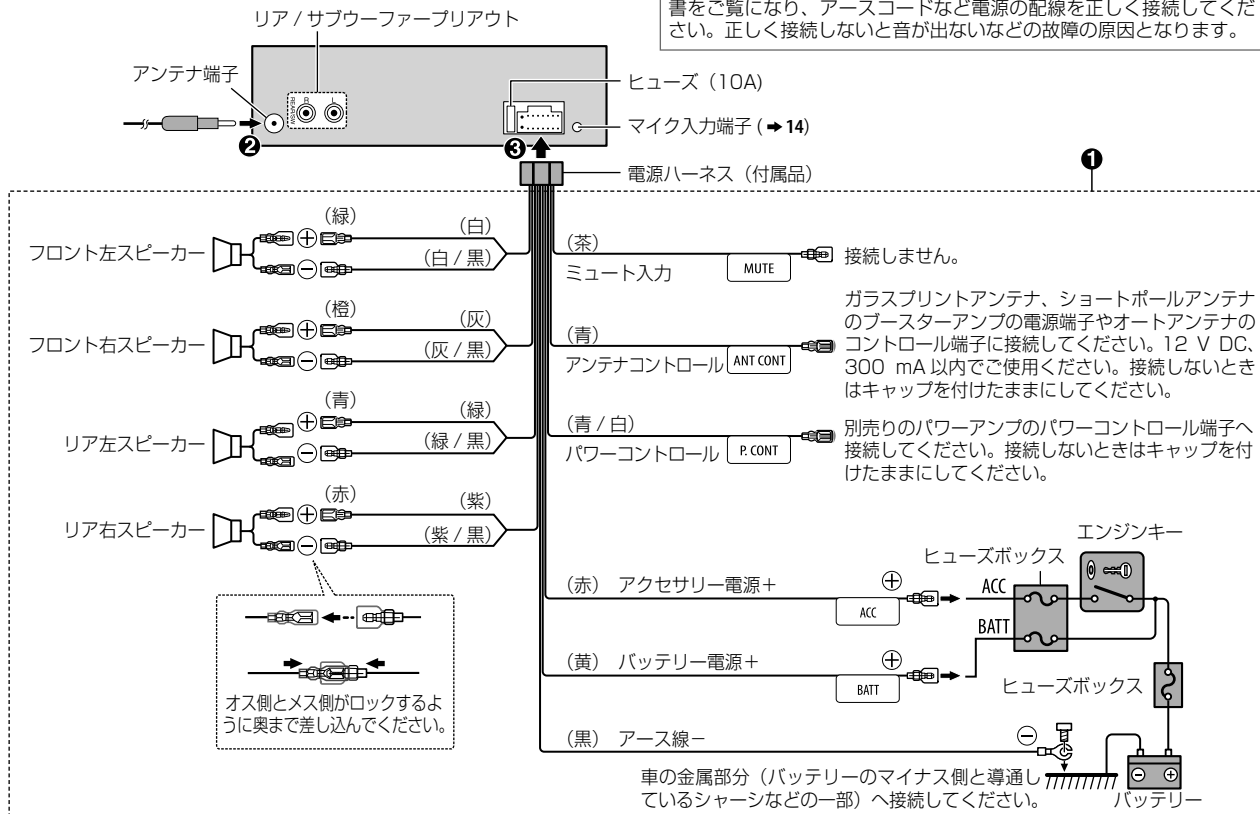 書をご覧になり、アースコードなど電源の配線を正しく接続してくだ
さい。正しく接続しないと音が出ないなどの故障の原因となります。
リア / サブウーファープリアウト
アンテナ端子
REAR/SW
R
L
ヒューズ（10A)
マイク入力端子 ( ➜ 14)
❷
❸
❶
電源ハーネス（付属品）
フロント左スピーカー
（緑）
（白）
（白 / 黒）
フロント右スピーカー
（橙）
（灰）
（灰 / 黒）
リア左スピーカー
（青）
（緑）
（緑 / 黒）
リア右スピーカー
（赤）
（紫）
（紫 / 黒）
オス側とメス側がロックするよ
うに奥まで差し込んでください。
（茶）
ミュート入力
MUTE
接続しません。
（青）
アンテナコントロール
ANT CONT
ガラスプリントアンテナ、ショートポールアンテナ
のブースターアンプの電源端子やオートアンテナの
コントロール端子に接続してください。12 V DC、
300 mA 以内でご使用ください。接続しないとき
はキャップを付けたままにしてください。
（青 / 白）
パワーコントロール
P. CONT
別売りのパワーアンプのパワーコントロール端子へ
接続してください。接続しないときはキャップを付
けたままにしてください。
エンジンキー
ヒューズボックス
（赤） アクセサリー電源＋
⊕
ACC
ACC
BATT
（黄） バッテリー電源＋
⊕
BATT
ヒューズボックス
（黒） アース線－
⊖
車の金属部分（バッテリーのマイナス側と導通し
ているシャーシなどの一部）へ接続してください。
⊖ ⊕
バッテリー